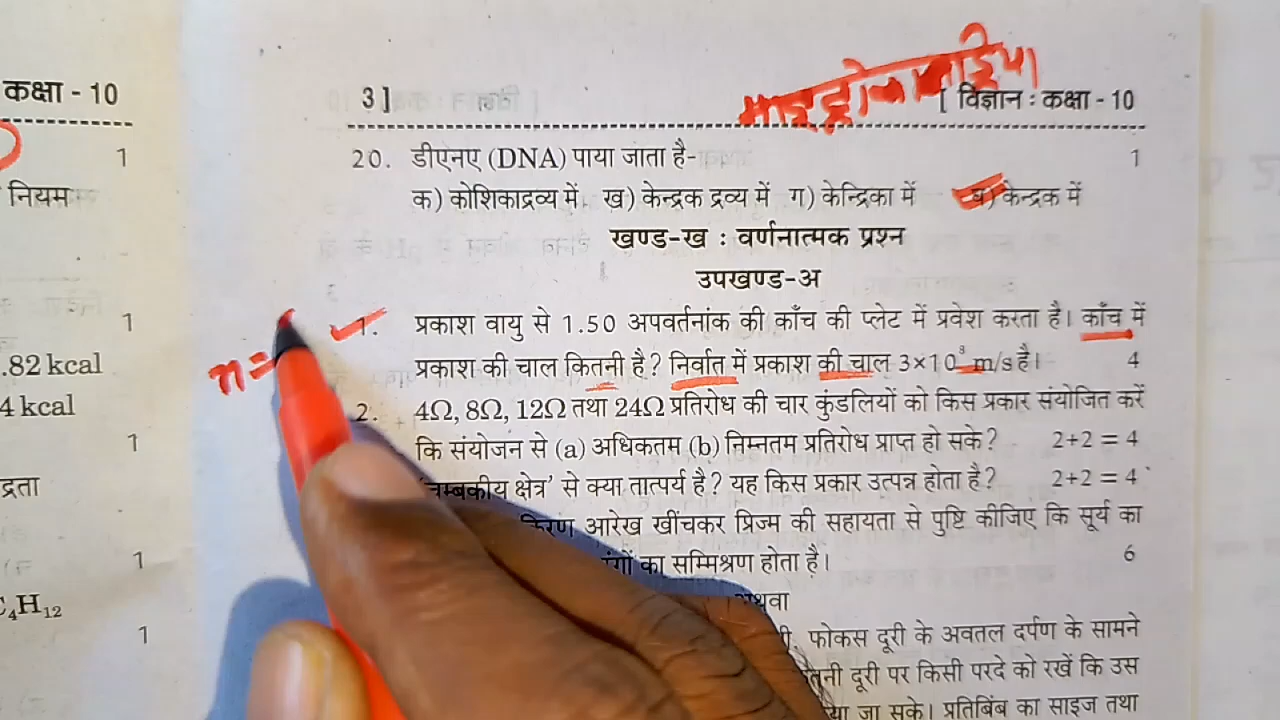 कक्षा - 10
1
नियम
1
.82 kcal
4 kcal
1
द्रता
1
C₄H₁₂
1
माइट्रोकाकाड्रिया
3 ] [ विज्ञान : कक्षा - 10
20. डीएनए (DNA) पाया जाता है- 1
क) कोशिकाद्रव्य में ख) केन्द्रक द्रव्य में ग) केन्द्रिका में घ) केन्द्रक में
खण्ड-ख : वर्णनात्मक प्रश्न
उपखण्ड-अ
1. प्रकाश वायु से 1.50 अपवर्तनांक की काँच की प्लेट में प्रवेश करता है। काँच में
n = प्रकाश की चाल कितनी है? निर्वात में प्रकाश की चाल 3×10⁸ m/s है। 4
2. 4Ω, 8Ω, 12Ω तथा 24Ω प्रतिरोध की चार कुंडलियों को किस प्रकार संयोजित करें
कि संयोजन से (a) अधिकतम (b) निम्नतम प्रतिरोध प्राप्त हो सके? 2+2 = 4
'चुम्बकीय क्षेत्र' से क्या तात्पर्य है? यह किस प्रकार उत्पन्न होता है? 2+2 = 4
किरण आरेख खींचकर प्रिज्म की सहायता से पुष्टि कीजिए कि सूर्य का
रंगों का सम्मिश्रण होता है। 6
अथवा
फोकस दूरी के अवतल दर्पण के सामने
दूरी पर किसी परदे को रखें कि उस
जा सके। प्रतिबिंब का साइज तथा